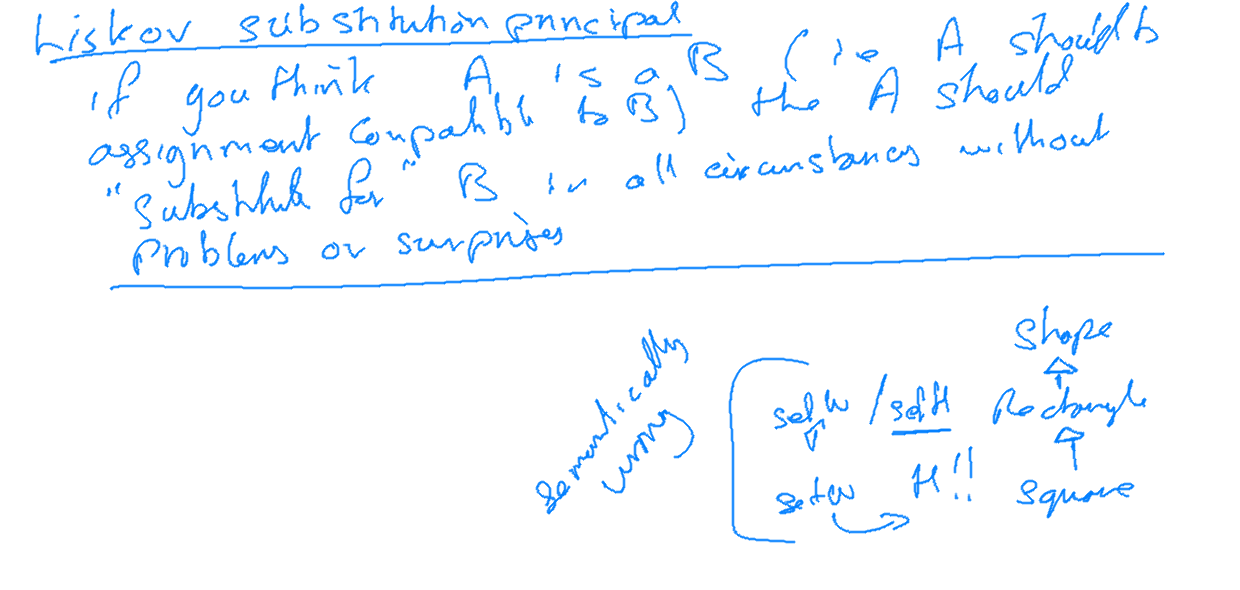 Liskov substitution principal
if you think A is a B (ie A should b
assignment compatible to B) the A should
"substitute for" B in all circumstances without
problems or surprises
Shape
setW / setH Rectangle
setW H!! Square
semantically
wrong